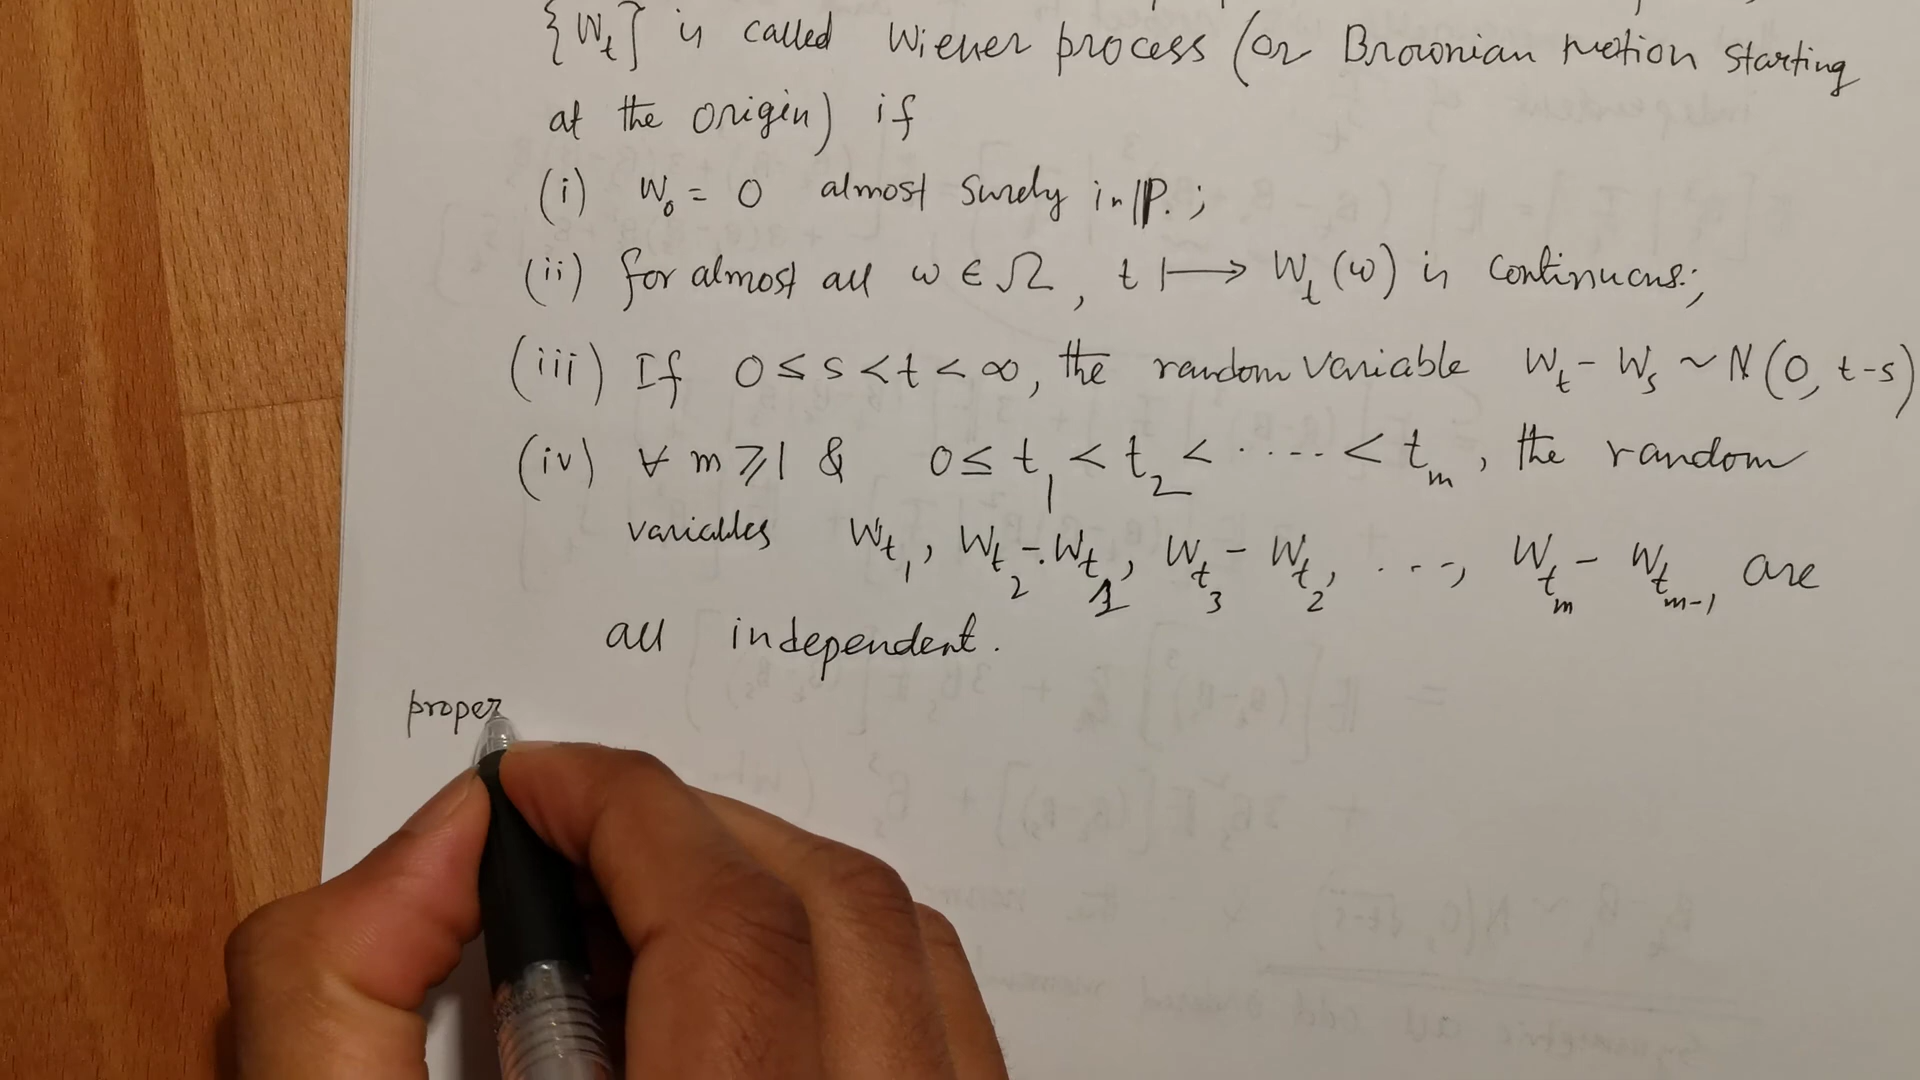 {W_t} is called Wiener process (or Brownian Motion starting
at the origin) if
(i) W_0 = 0 almost surely in ℙ. ;
(ii) for almost all ω ∈ Ω, t ↦ W_t(ω) is continuous.;
(iii) If 0 ≤ s < t < ∞, the random variable W_t - W_s ~ N(0, t-s)
(iv) ∀ m ≥ 1 & 0 ≤ t_1 < t_2 < ..... < t_m, the random
variables W_{t_1}, W_{t_2} - W_{t_1}, W_{t_3} - W_{t_2}, ...., W_{t_m} - W_{t_{m-1}} are
all independent.
proper